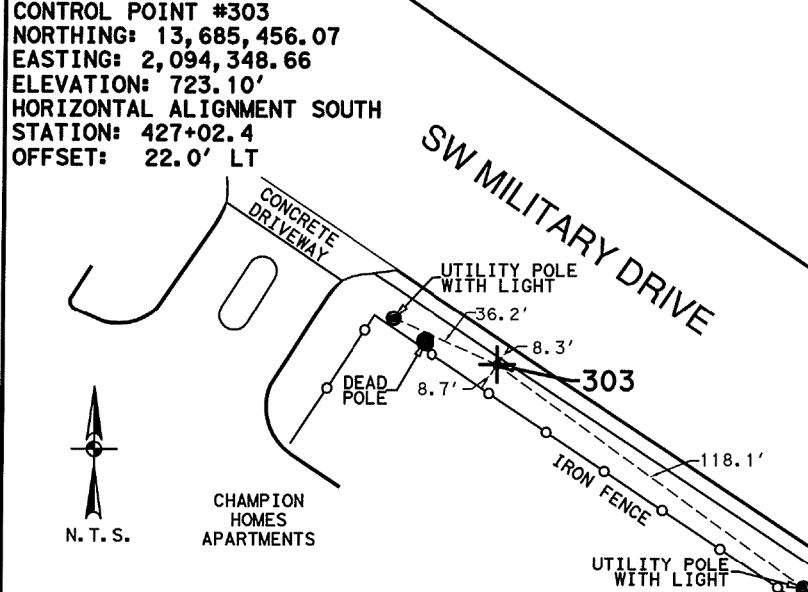 CONTROL POINT #303
NORTHING: 13,685,456.07
EASTING: 2,094,348.66
ELEVATION: 723.10'
HORIZONTAL ALIGNMENT SOUTH
STATION: 427+02.4
OFFSET: 22.0' LT
SW MILITARY DRIVE
CONCRETE
DRIVEWAY
UTILITY POLE
WITH LIGHT
36.2'
8.3'
303
DEAD
POLE
8.7'
118.1'
IRON FENCE
N.T.S.
CHAMPION
HOMES
APARTMENTS
UTILITY POLE
WITH LIGHT